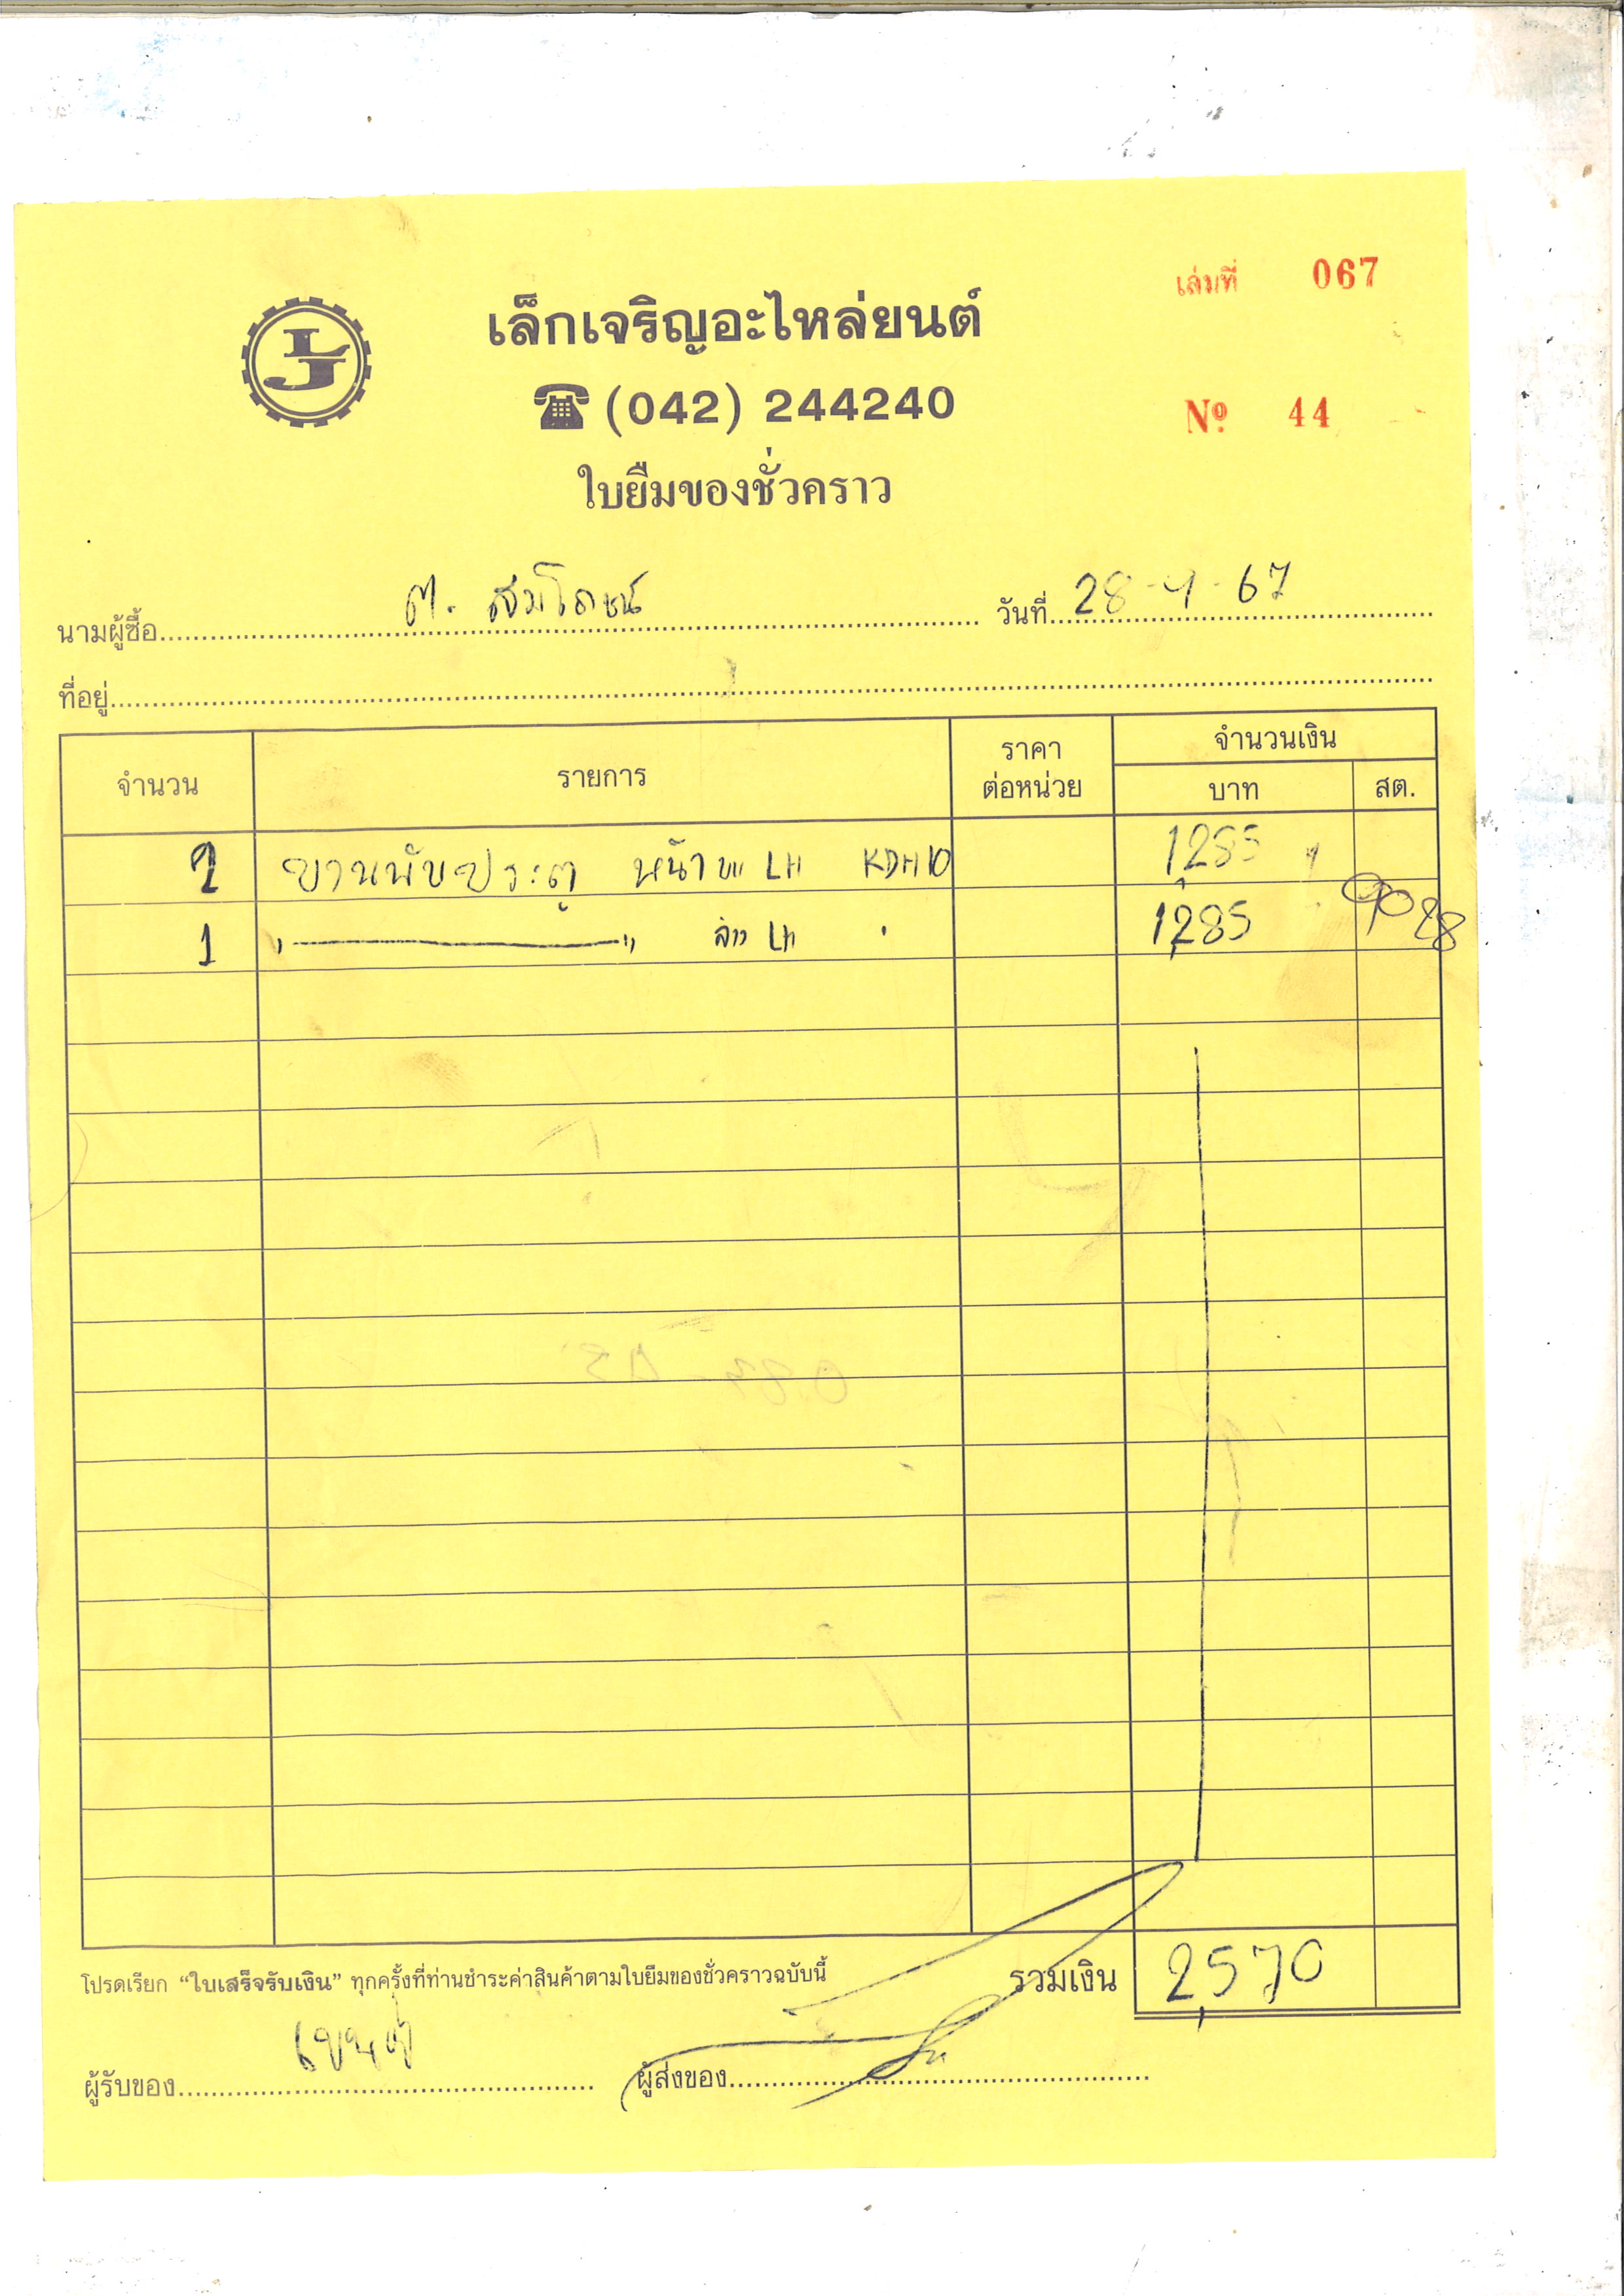 เล่มที่ 067
LJ
เล็กเจริญอะไหล่ยนต์
☎ (042) 244240
Nº 44
ใบยืมของชั่วคราว
นามผู้ซื้อ วันที่ 28-4-67
ที่อยู่
จำนวน รายการ ราคาต่อหน่วย จำนวนเงิน
บาท สต.
บานพับประตู หน้า บน LH KDH 1285
1 " ———— " ล่าง LH 1285 9028
โปรดเรียก “ใบเสร็จรับเงิน” ทุกครั้งที่ท่านชำระค่าสินค้าตามใบยืมของชั่วคราวฉบับนี้ รวมเงิน 2,570
ผู้รับของ ผู้ส่งของ